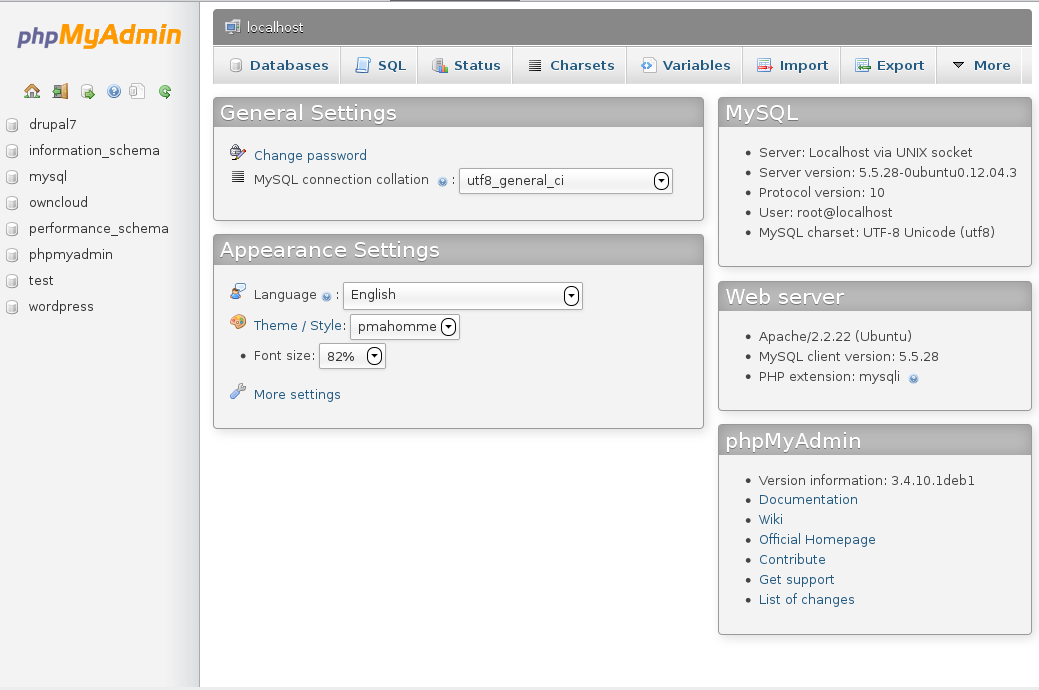 phpMyAdmin
drupal7
information_schema
mysql
owncloud
performance_schema
phpmyadmin
test
wordpress
localhost
Databases SQL Status Charsets Variables Import Export More
General Settings
Change password
MySQL connection collation : utf8_general_ci
Appearance Settings
Language : English
Theme / Style: pmahomme
• Font size: 82%
More settings
MySQL
• Server: Localhost via UNIX socket
• Server version: 5.5.28-0ubuntu0.12.04.3
• Protocol version: 10
• User: root@localhost
• MySQL charset: UTF-8 Unicode (utf8)
Web server
• Apache/2.2.22 (Ubuntu)
• MySQL client version: 5.5.28
• PHP extension: mysqli
phpMyAdmin
• Version information: 3.4.10.1deb1
• Documentation
• Wiki
• Official Homepage
• Contribute
• Get support
• List of changes